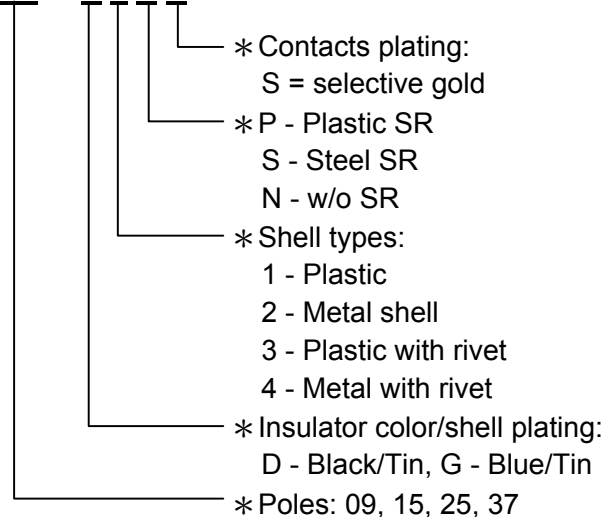 ＊Contacts plating:
S = selective gold
＊P - Plastic SR
S - Steel SR
N - w/o SR
＊Shell types:
1 - Plastic
2 - Metal shell
3 - Plastic with rivet
4 - Metal with rivet
＊Insulator color/shell plating:
D - Black/Tin, G - Blue/Tin
＊Poles: 09, 15, 25, 37